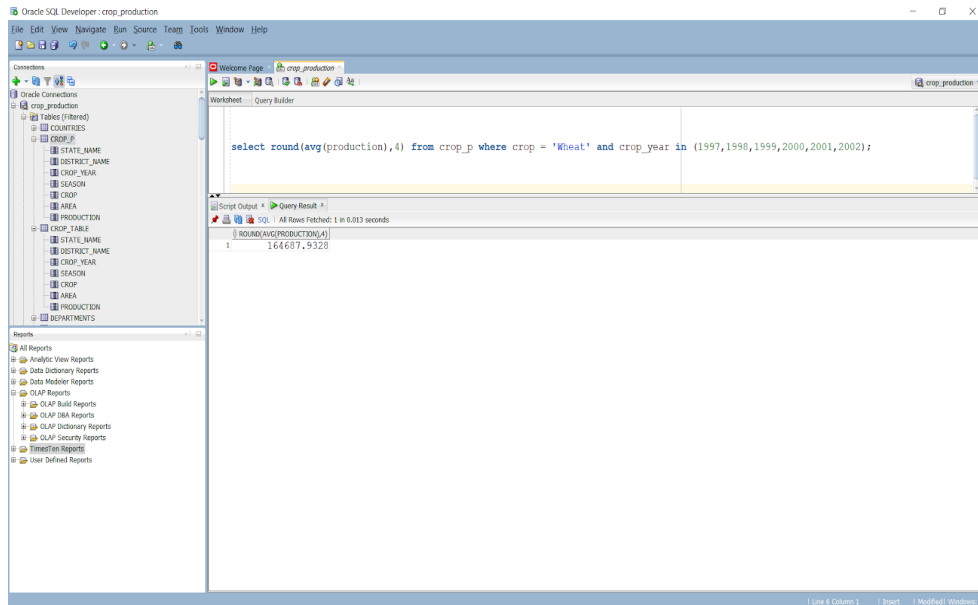 Oracle SQL Developer : crop_production
File Edit View Navigate Run Source Team Tools Window Help
Connections
Oracle Connections
crop_production
Tables (Filtered)
COUNTRIES
CROP_P
STATE_NAME
DISTRICT_NAME
CROP_YEAR
SEASON
CROP
AREA
PRODUCTION
CROP_TABLE
STATE_NAME
DISTRICT_NAME
CROP_YEAR
SEASON
CROP
AREA
PRODUCTION
DEPARTMENTS
Reports
All Reports
Analytic View Reports
Data Dictionary Reports
Data Modeler Reports
OLAP Reports
OLAP Build Reports
OLAP DBA Reports
OLAP Dictionary Reports
OLAP Security Reports
TimesTen Reports
User Defined Reports
Welcome Page crop_production
crop_production
Worksheet Query Builder
select round(avg(production),4) from crop_p where crop = 'Wheat' and crop_year in (1997,1998,1999,2000,2001,2002);
Script Output Query Result
SQL | All Rows Fetched: 1 in 0.013 seconds
ROUND(AVG(PRODUCTION),4)
1 164687.9328
| Line 6 Column 1 | Insert | Modified| Windows: